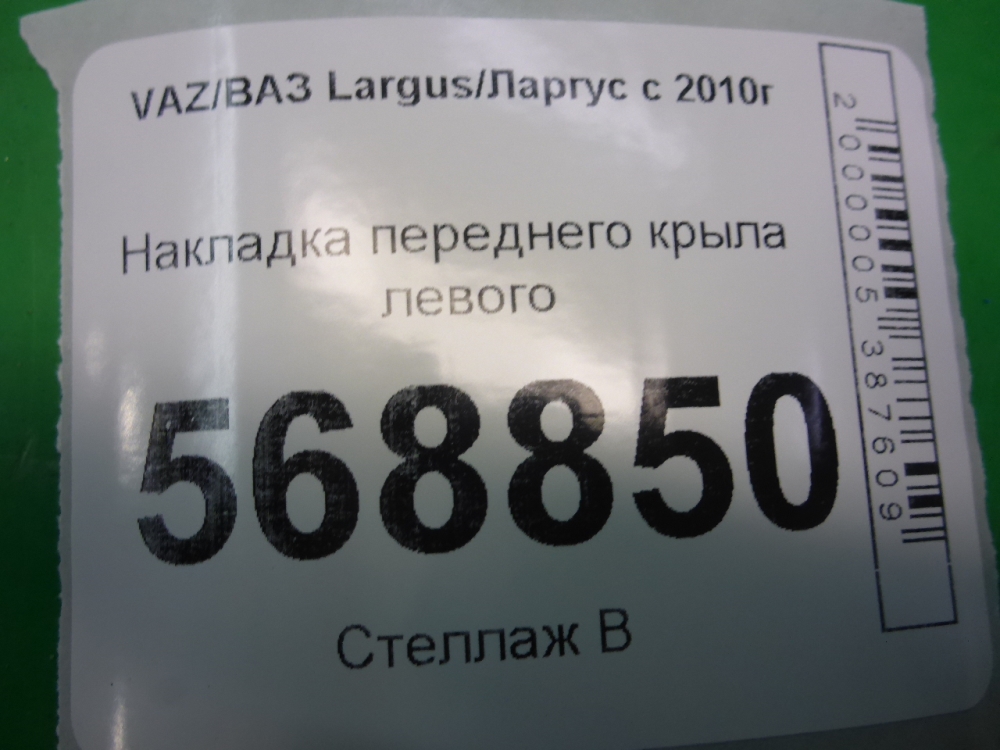 VAZ/ВАЗ Largus/Ларгус с 2010г
Накладка переднего крыла
левого
568850
Стеллаж В
2000005387609